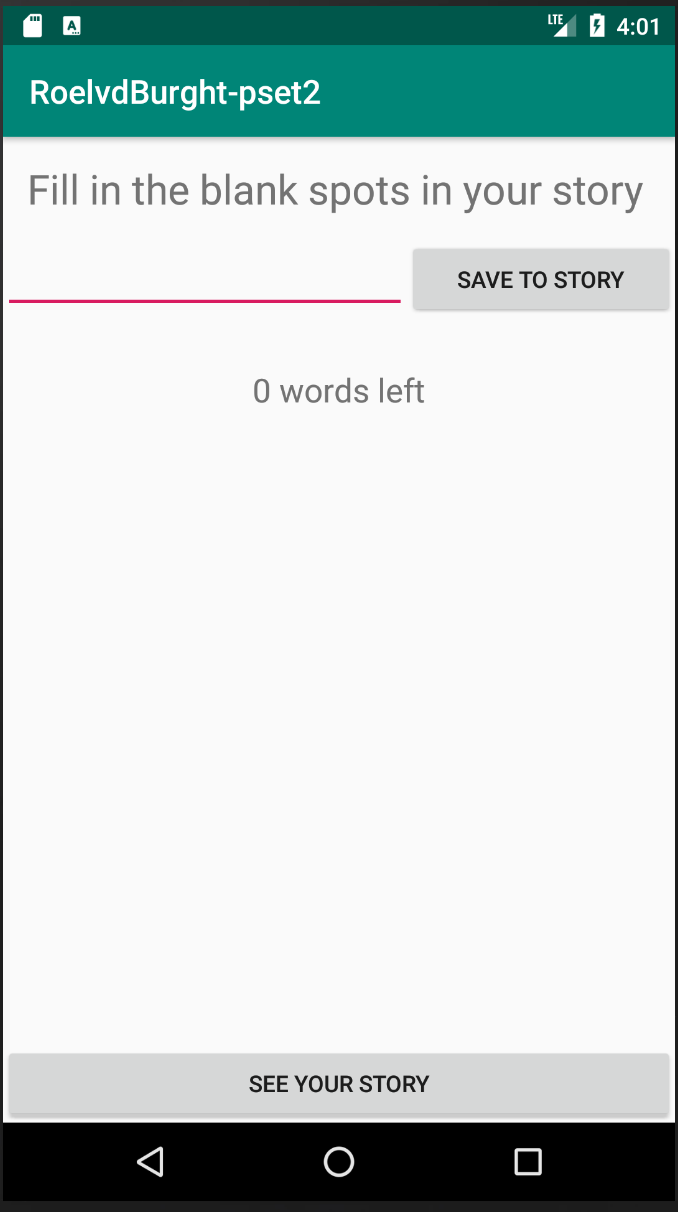 LTE 4:01
RoelvdBurght-pset2
Fill in the blank spots in your story
SAVE TO STORY
0 words left
SEE YOUR STORY